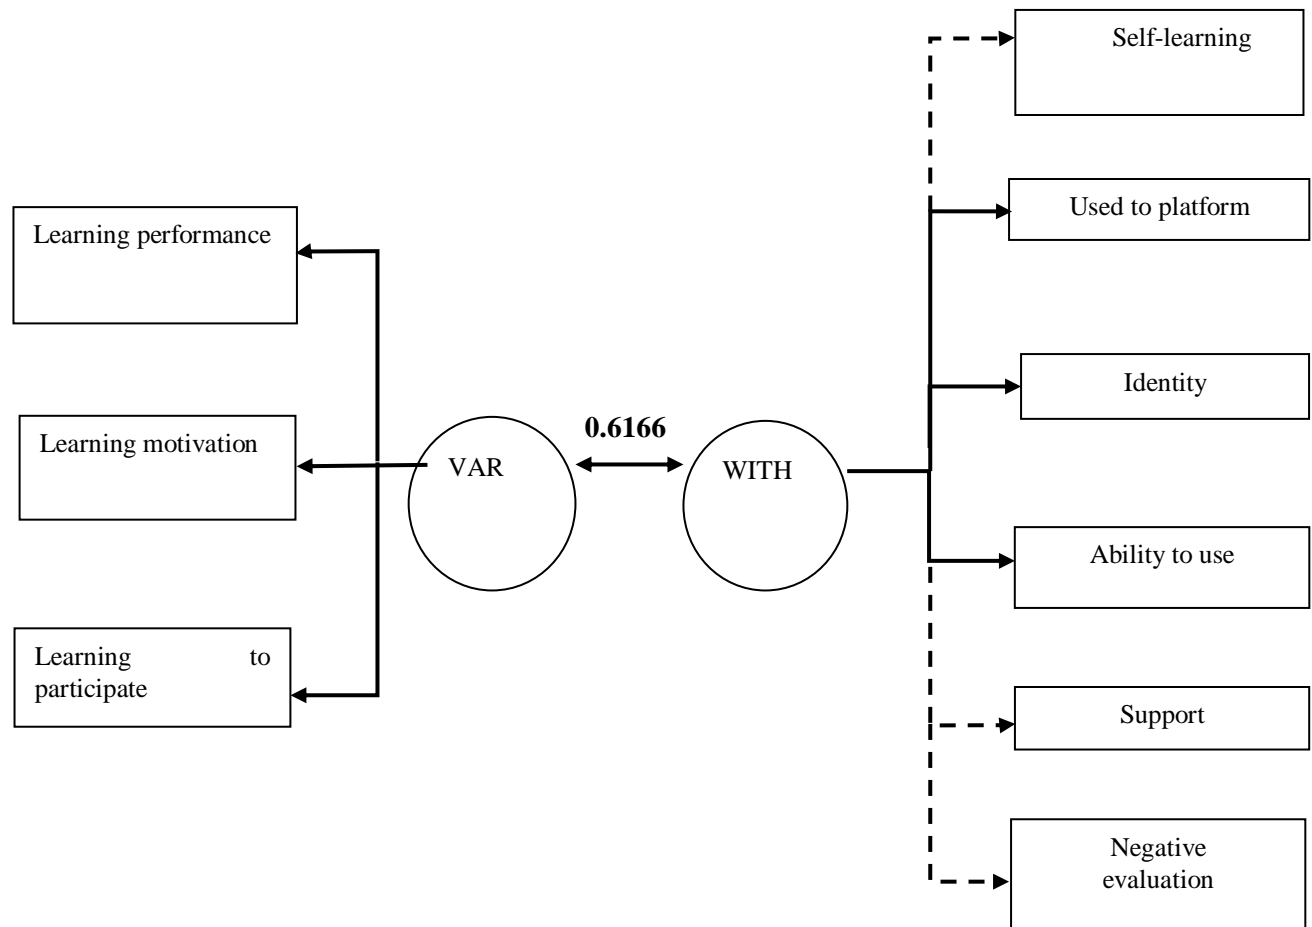 Self-learning
Used to platform
Learning performance
Identity
Learning motivation
0.6166
VAR
WITH
Ability to use
Learning to
participate
Support
Negative
evaluation